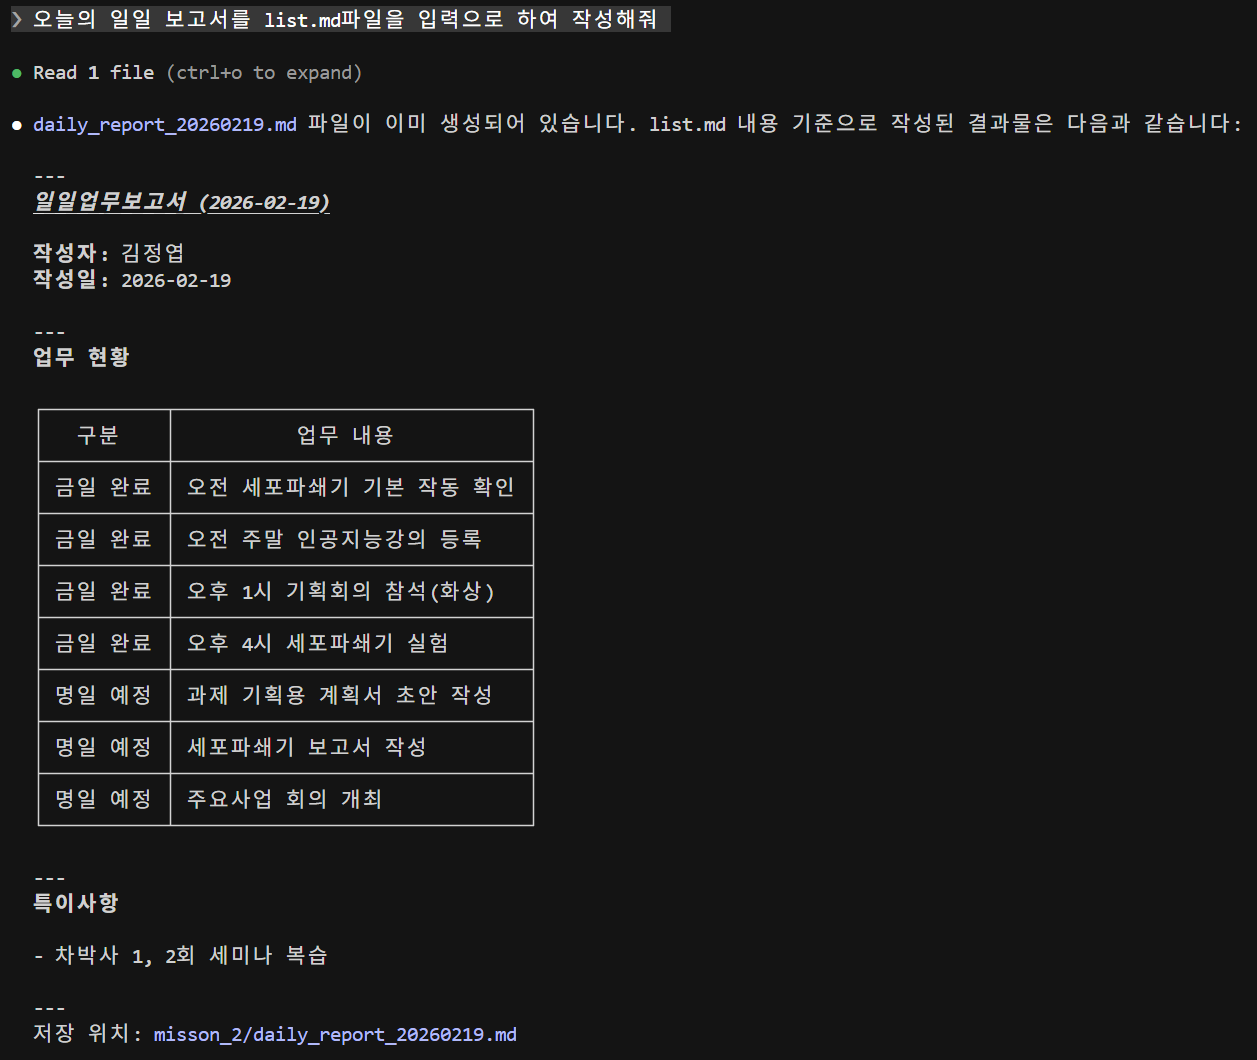 ❯ 오늘의 일일 보고서를 list.md파일을 입력으로 하여 작성해줘
● Read 1 file (ctrl+o to expand)
● daily_report_20260219.md 파일이 이미 생성되어 있습니다. list.md 내용 기준으로 작성된 결과물은 다음과 같습니다:
---
일일업무보고서 (2026-02-19)
작성자: 김정엽
작성일: 2026-02-19
---
업무 현황
구분 업무 내용
금일 완료 오전 세포파쇄기 기본 작동 확인
금일 완료 오전 주말 인공지능강의 등록
금일 완료 오후 1시 기획회의 참석(화상)
금일 완료 오후 4시 세포파쇄기 실험
명일 예정 과제 기획용 계획서 초안 작성
명일 예정 세포파쇄기 보고서 작성
명일 예정 주요사업 회의 개최
---
특이사항
- 차박사 1, 2회 세미나 복습
---
저장 위치: misson_2/daily_report_20260219.md